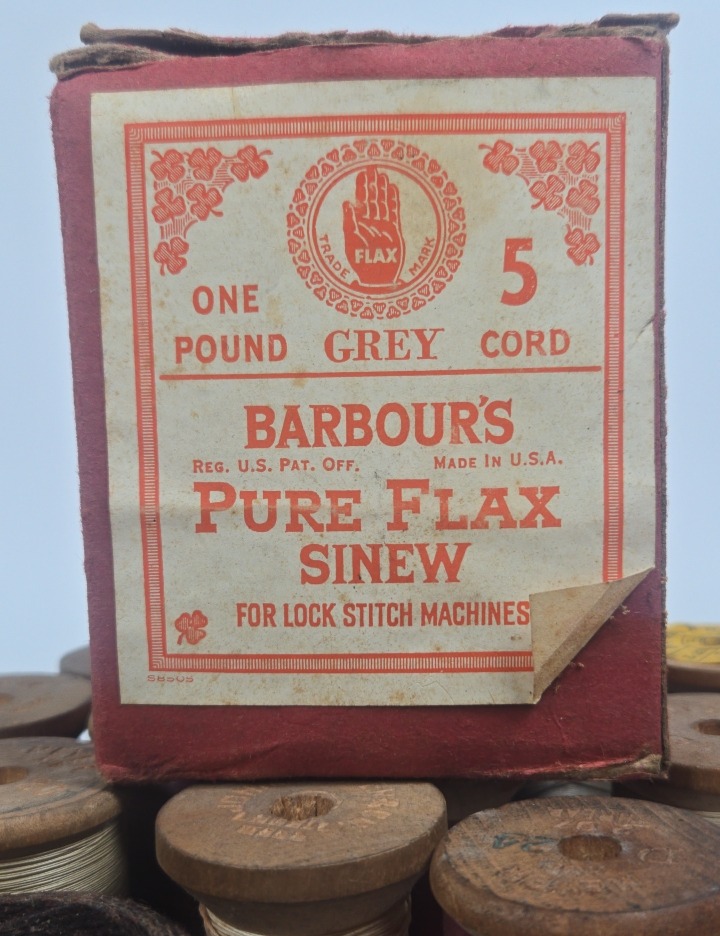 TRADE MARK
FLAX
ONE
POUND
GREY
5
CORD
BARBOUR'S
REG. U.S. PAT. OFF. MADE IN U.S.A.
PURE FLAX
SINEW
FOR LOCK STITCH MACHINES